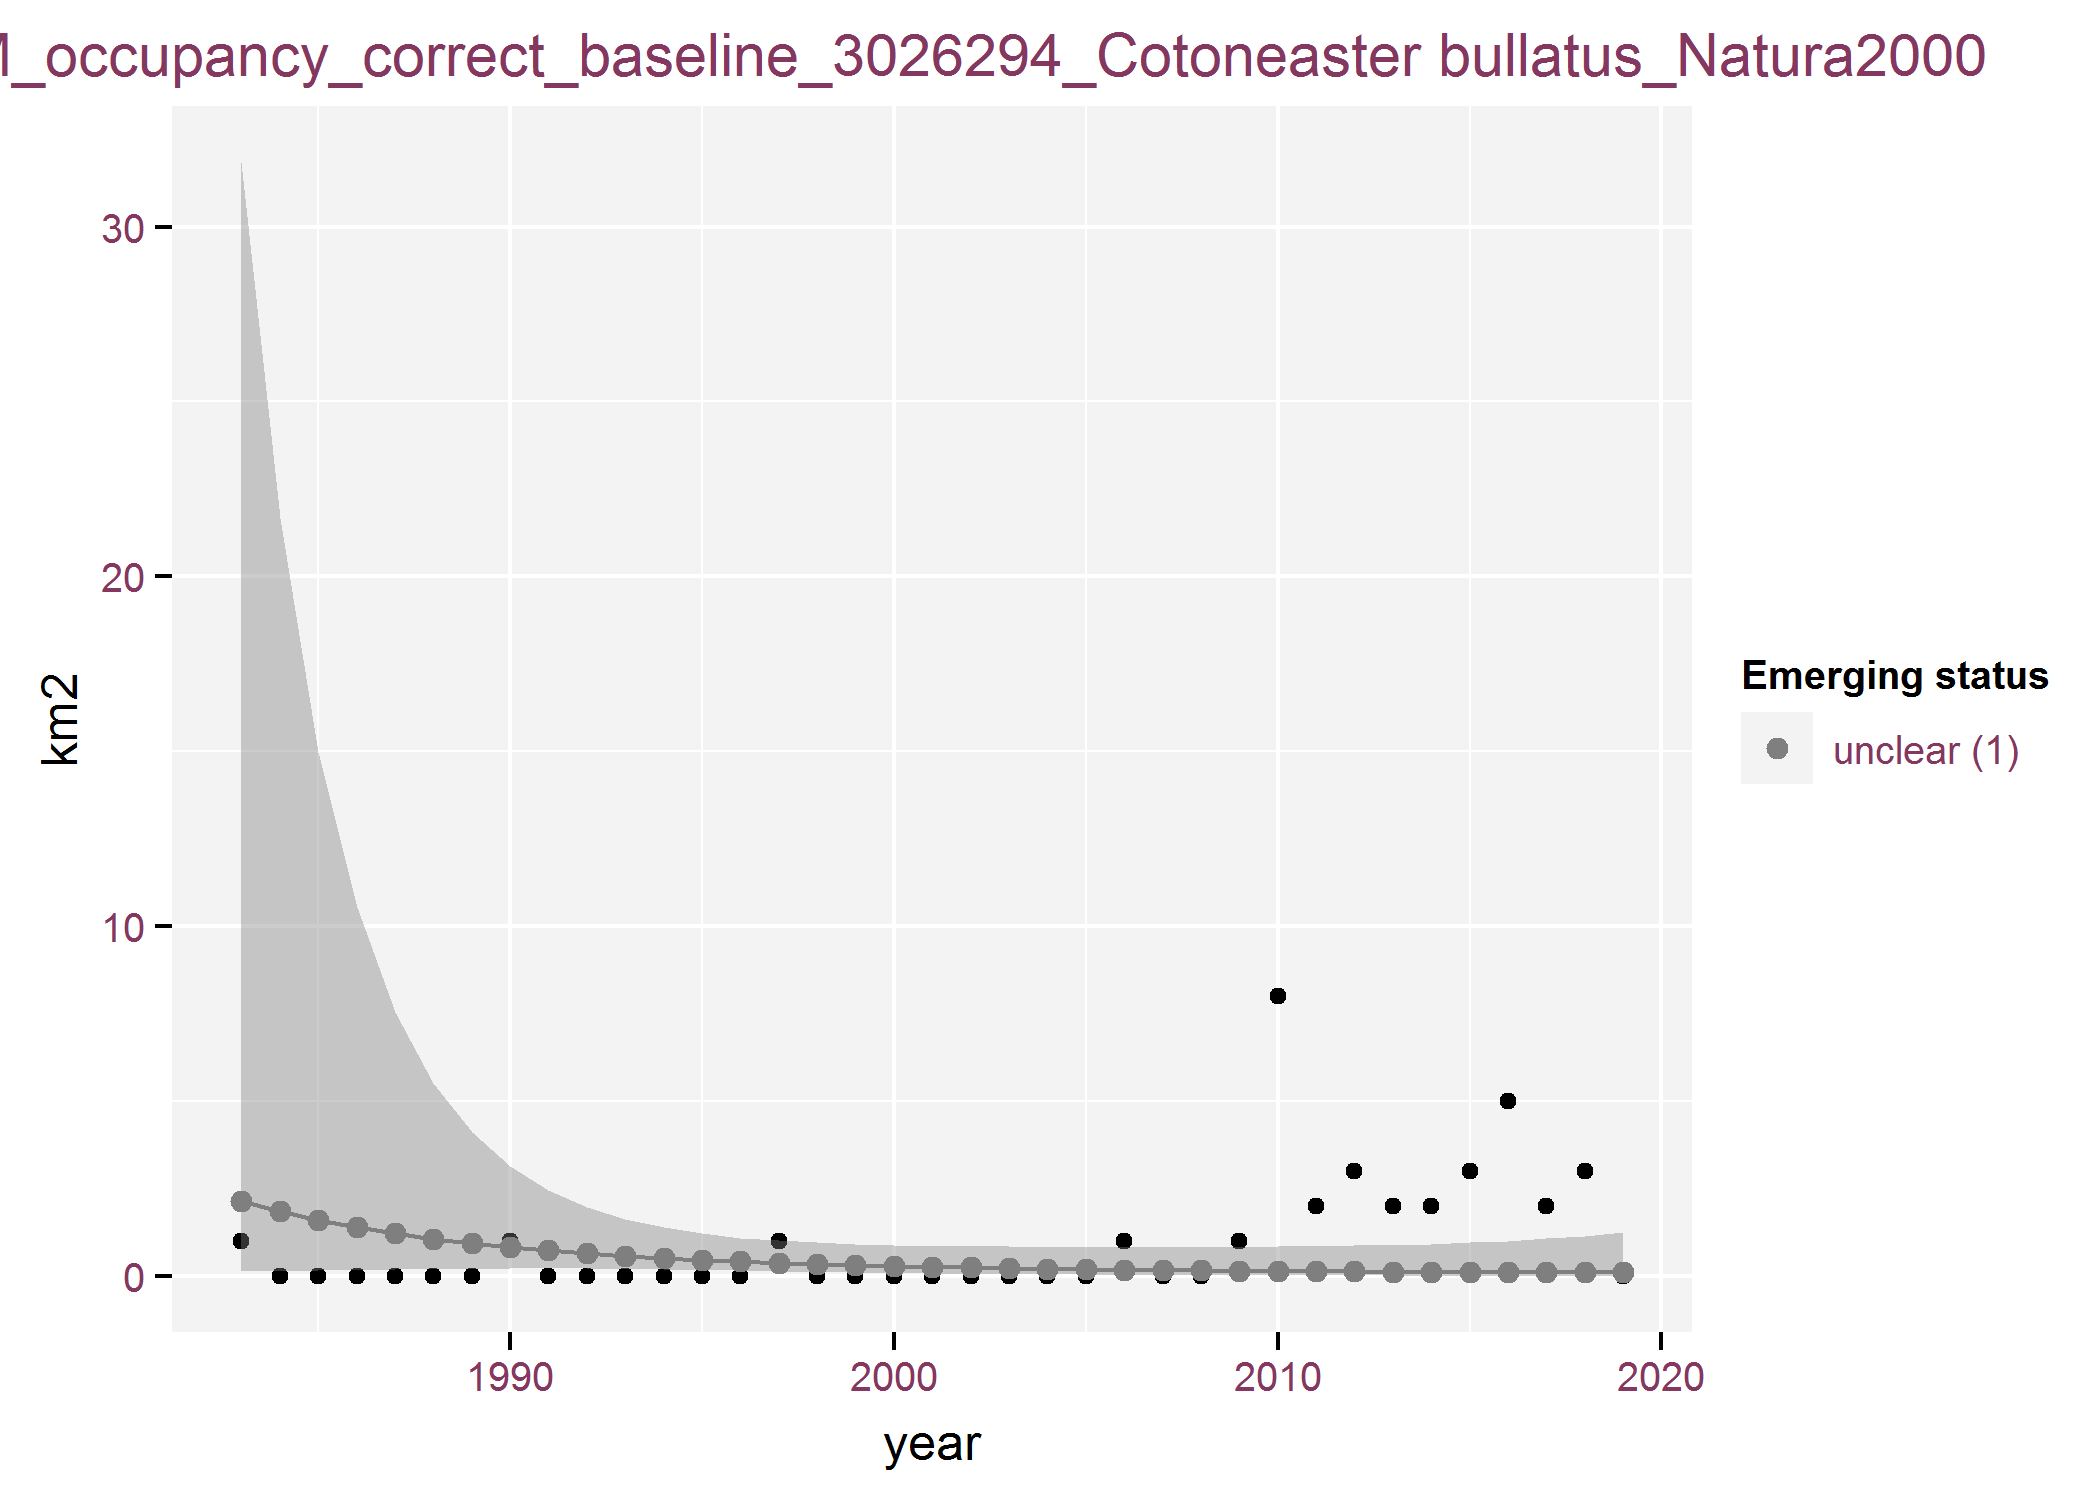 _occupancy_correct_baseline_3026294_Cotoneaster bullatus_Natura2000
30
20
10
0
km2
1990 2000 2010 2020
year
Emerging status
unclear (1)